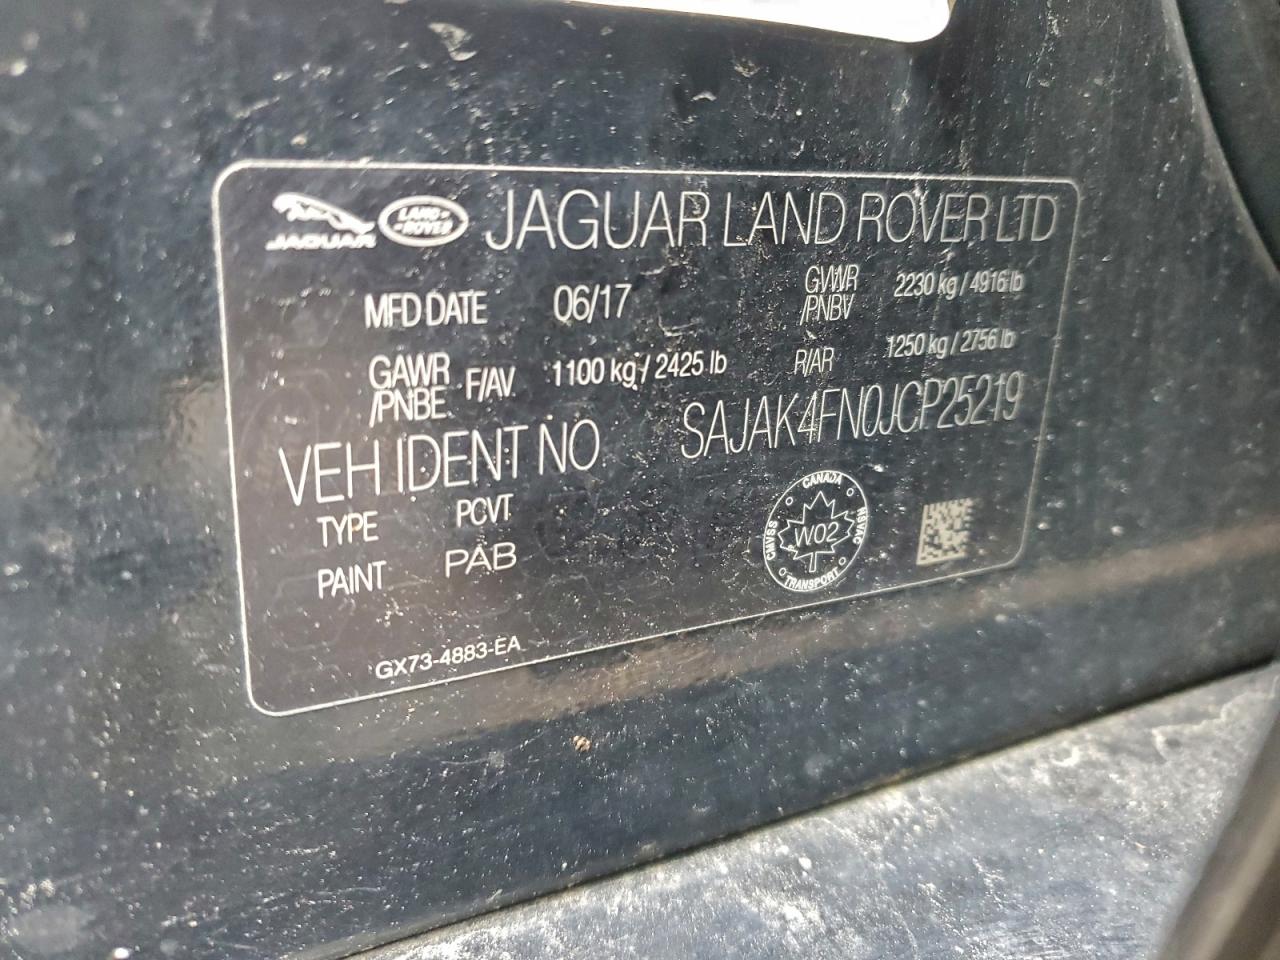 JAGUAR LAND ROVER JAGUAR LAND ROVER LTD
MFD DATE 06/17 GVWR /PNBV 2230 kg / 4916 lb
GAWR /PNBE F/AV 1100 kg / 2425 lb R/AR 1250 kg / 2756 lb
VEH IDENT NO SAJAK4FN0JCP25219
TYPE PCVT
PAINT PAB
CANADA
CMVSS W02 NSVAC
TRANSPORT
GX73-4883-EA